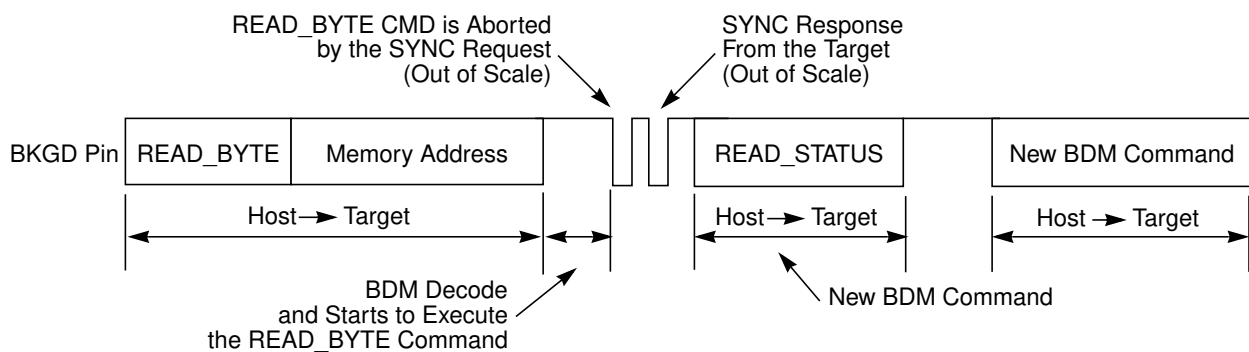 READ_BYTE CMD is Aborted
by the SYNC Request
(Out of Scale)
SYNC Response
From the Target
(Out of Scale)
BKGD Pin
READ_BYTE
Memory Address
READ_STATUS
New BDM Command
Host Target
Host Target
Host Target
BDM Decode
and Starts to Execute
the READ_BYTE Command
New BDM Command